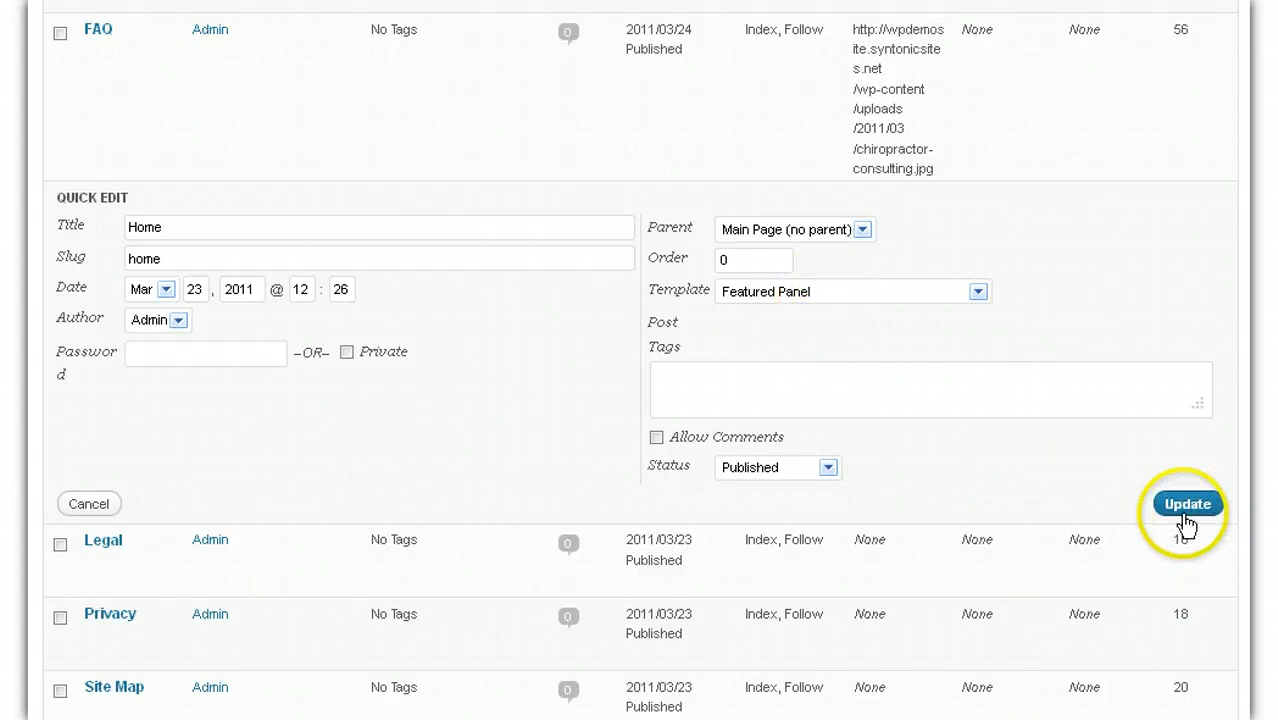 FAQ Admin No Tags 0 2011/03/24 Index, Follow http://wpdemos None None 56
Published ite.syntonicsite
s.net
/wp-content
/uploads
/2011/03
/chiropractor-
consulting.jpg
QUICK EDIT
Title Home
Slug home
Date Mar 23 , 2011 @ 12 : 26
Author Admin
Passwor –OR– Private
d
Parent Main Page (no parent)
Order 0
Template Featured Panel
Post
Tags
Allow Comments
Status Published
Cancel Update
Legal Admin No Tags 0 2011/03/23 Index, Follow None None None
Published
Privacy Admin No Tags 0 2011/03/23 Index, Follow None None None 18
Published
Site Map Admin No Tags 0 2011/03/23 Index, Follow None None None 20
Published